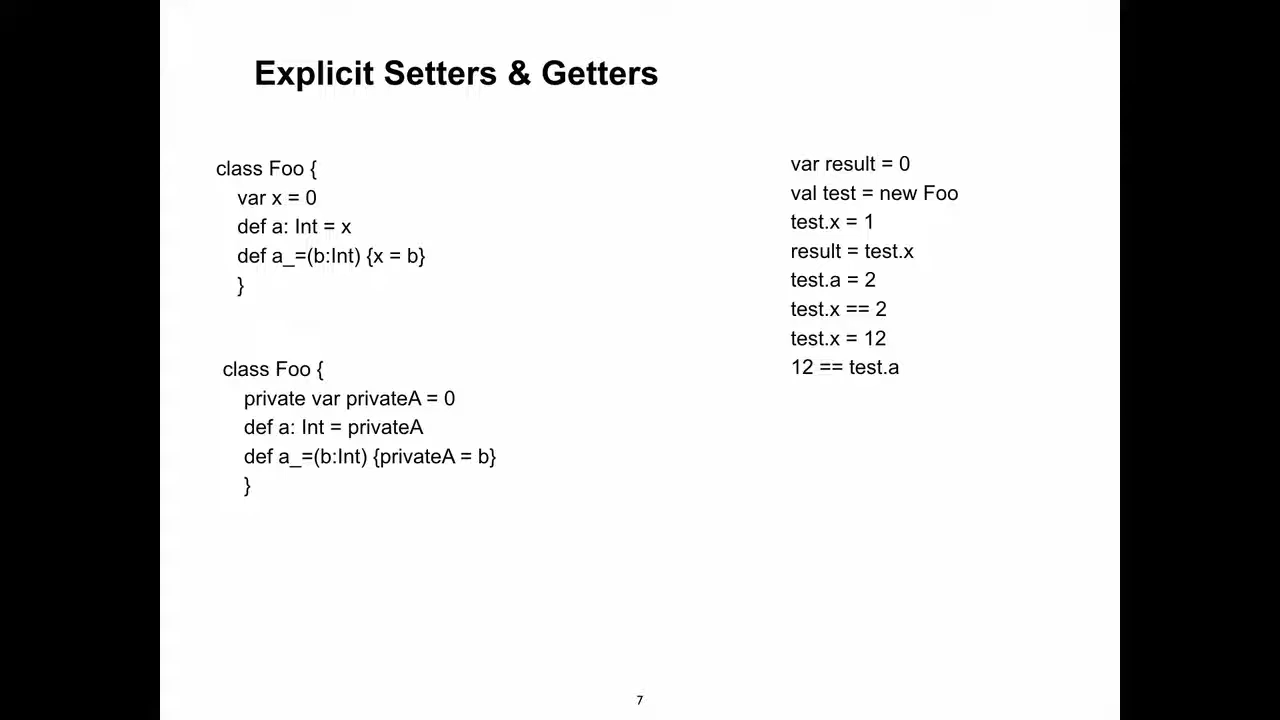 Explicit Setters & Getters
class Foo {
var x = 0
def a: Int = x
def a_=(b:Int) {x = b}
}
class Foo {
private var privateA = 0
def a: Int = privateA
def a_=(b:Int) {privateA = b}
}
var result = 0
val test = new Foo
test.x = 1
result = test.x
test.a = 2
test.x == 2
test.x = 12
12 == test.a
7